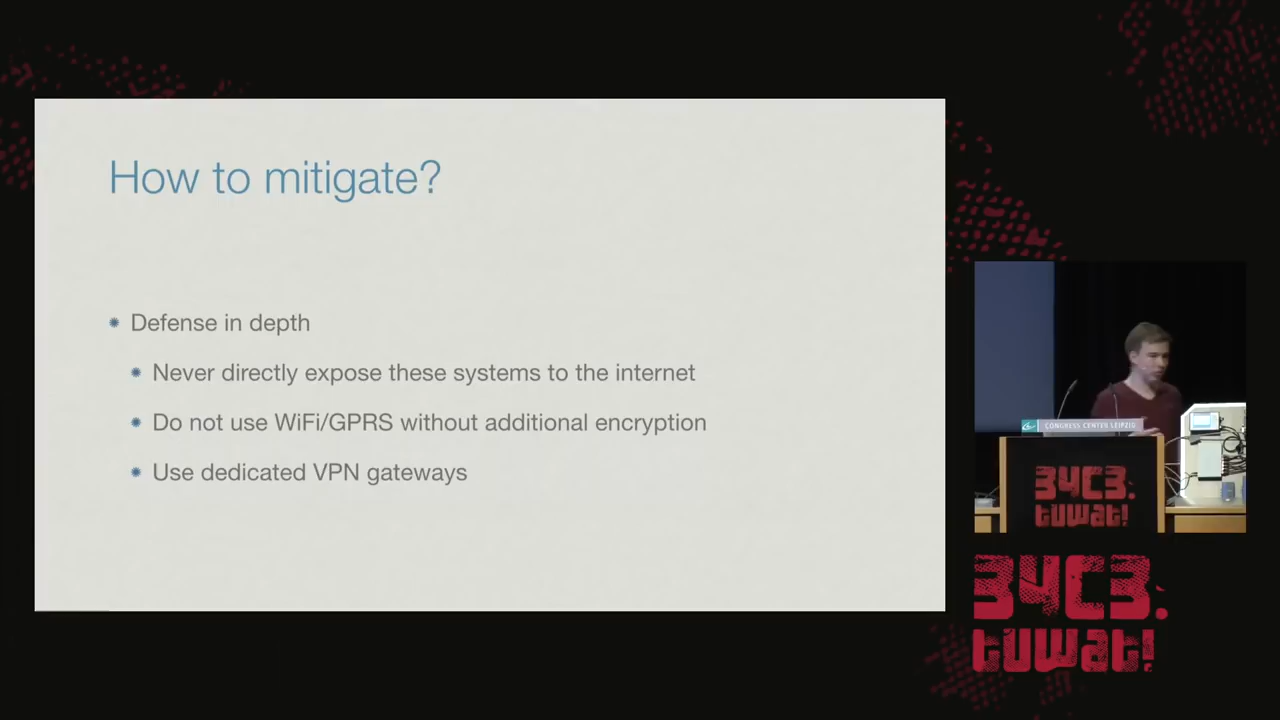 How to mitigate?
Defense in depth
Never directly expose these systems to the internet
Do not use WiFi/GPRS without additional encryption
Use dedicated VPN gateways
CONGRESS CENTER LEIPZIG
34C3.
tuwat!
34C3.
tuwat!